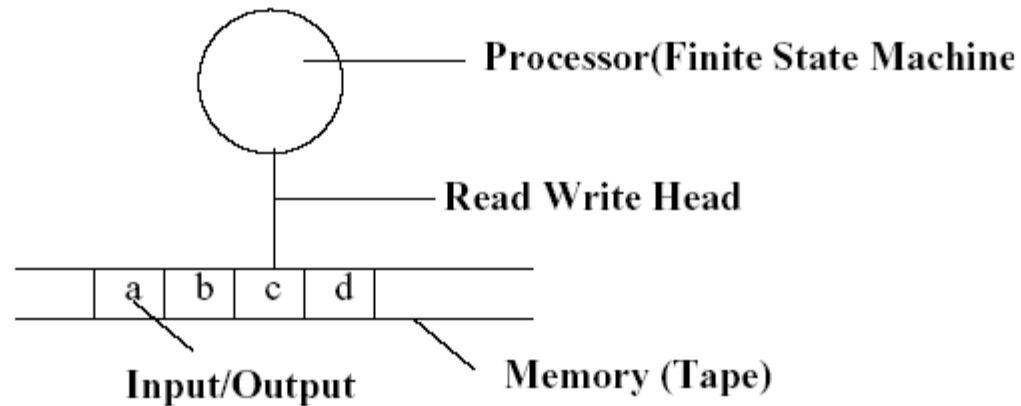 Processor(Finite State Machine
Read Write Head
a b c d
Input/Output
Memory (Tape)